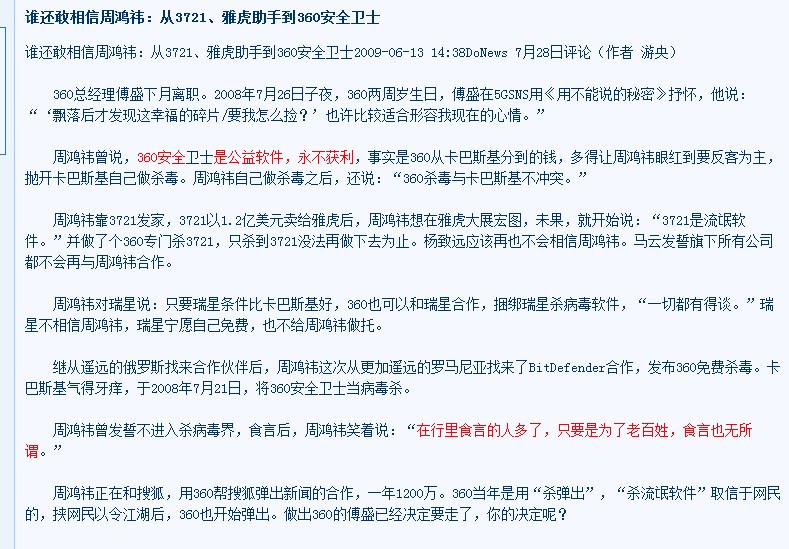 谁还敢相信周鸿祎：从3721、雅虎助手到360安全卫士
谁还敢相信周鸿祎：从3721、雅虎助手到360安全卫士2009-06-13 14:38DoNews 7月28日评论（作者 游央）
360总经理傅盛下月离职。2008年7月26日子夜，360两周岁生日，傅盛在5GSNS用《用不能说的秘密》抒怀，他说：
“‘飘落后才发现这幸福的碎片/要我怎么捡？’也许比较适合形容我现在的心情。”
周鸿祎曾说，360安全卫士是公益软件，永不获利，事实是360从卡巴斯基分到的钱，多得让周鸿祎眼红到要反客为主，
抛开卡巴斯基自己做杀毒。周鸿祎自己做杀毒之后，还说：“360杀毒与卡巴斯基不冲突。”
周鸿祎靠3721发家，3721以1.2亿美元卖给雅虎后，周鸿祎想在雅虎大展宏图，未果，就开始说：“3721是流氓软
件。”并做了个360专门杀3721，只杀到3721没法再做下去为止。杨致远应该再也不会相信周鸿祎。马云发誓旗下所有公司
都不会再与周鸿祎合作。
周鸿祎对瑞星说：只要瑞星条件比卡巴斯基好，360也可以和瑞星合作，捆绑瑞星杀病毒软件，“一切都有得谈。”瑞
星不相信周鸿祎，瑞星宁愿自己免费，也不给周鸿祎做托。
继从遥远的俄罗斯找来合作伙伴后，周鸿祎这次从更加遥远的罗马尼亚找来了BitDefender合作，发布360免费杀毒。卡
巴斯基气得牙痒，于2008年7月21日，将360安全卫士当病毒杀。
周鸿祎曾发誓不进入杀病毒界，食言后，周鸿祎笑着说：“在行里食言的人多了，只要是为了老百姓，食言也无所
谓。”
周鸿祎正在和搜狐，用360帮搜狐弹出新闻的合作，一年1200万。360当年是用“杀弹出”，“杀流氓软件”取信于网民
的，挟网民以令江湖后，360也开始弹出。做出360的傅盛已经决定要走了，你的决定呢？